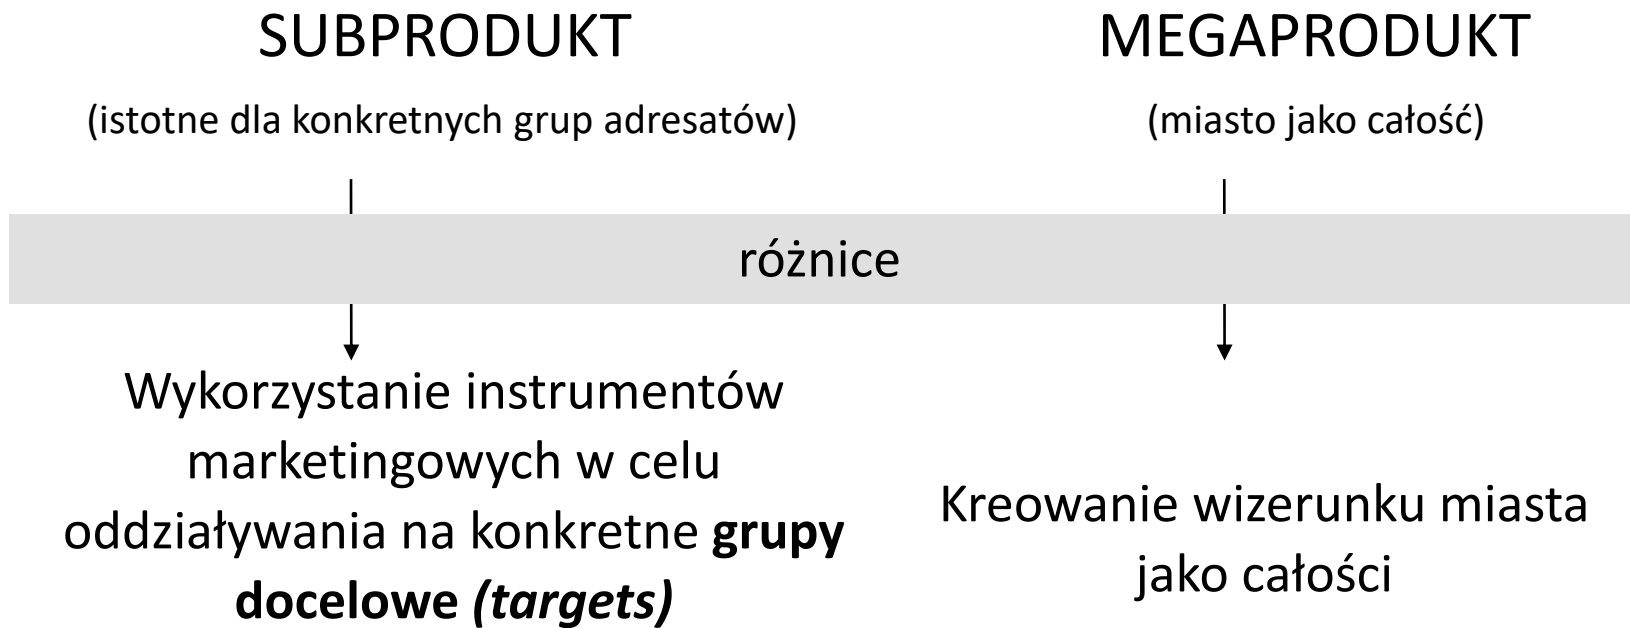 SUBPRODUKT
(istotne dla konkretnych grup adresatów)
MEGAPRODUKT
(miasto jako całość)
różnice
Wykorzystanie instrumentów
marketingowych w celu
oddziaływania na konkretne grupy
docelowe (targets)
Kreowanie wizerunku miasta
jako całości